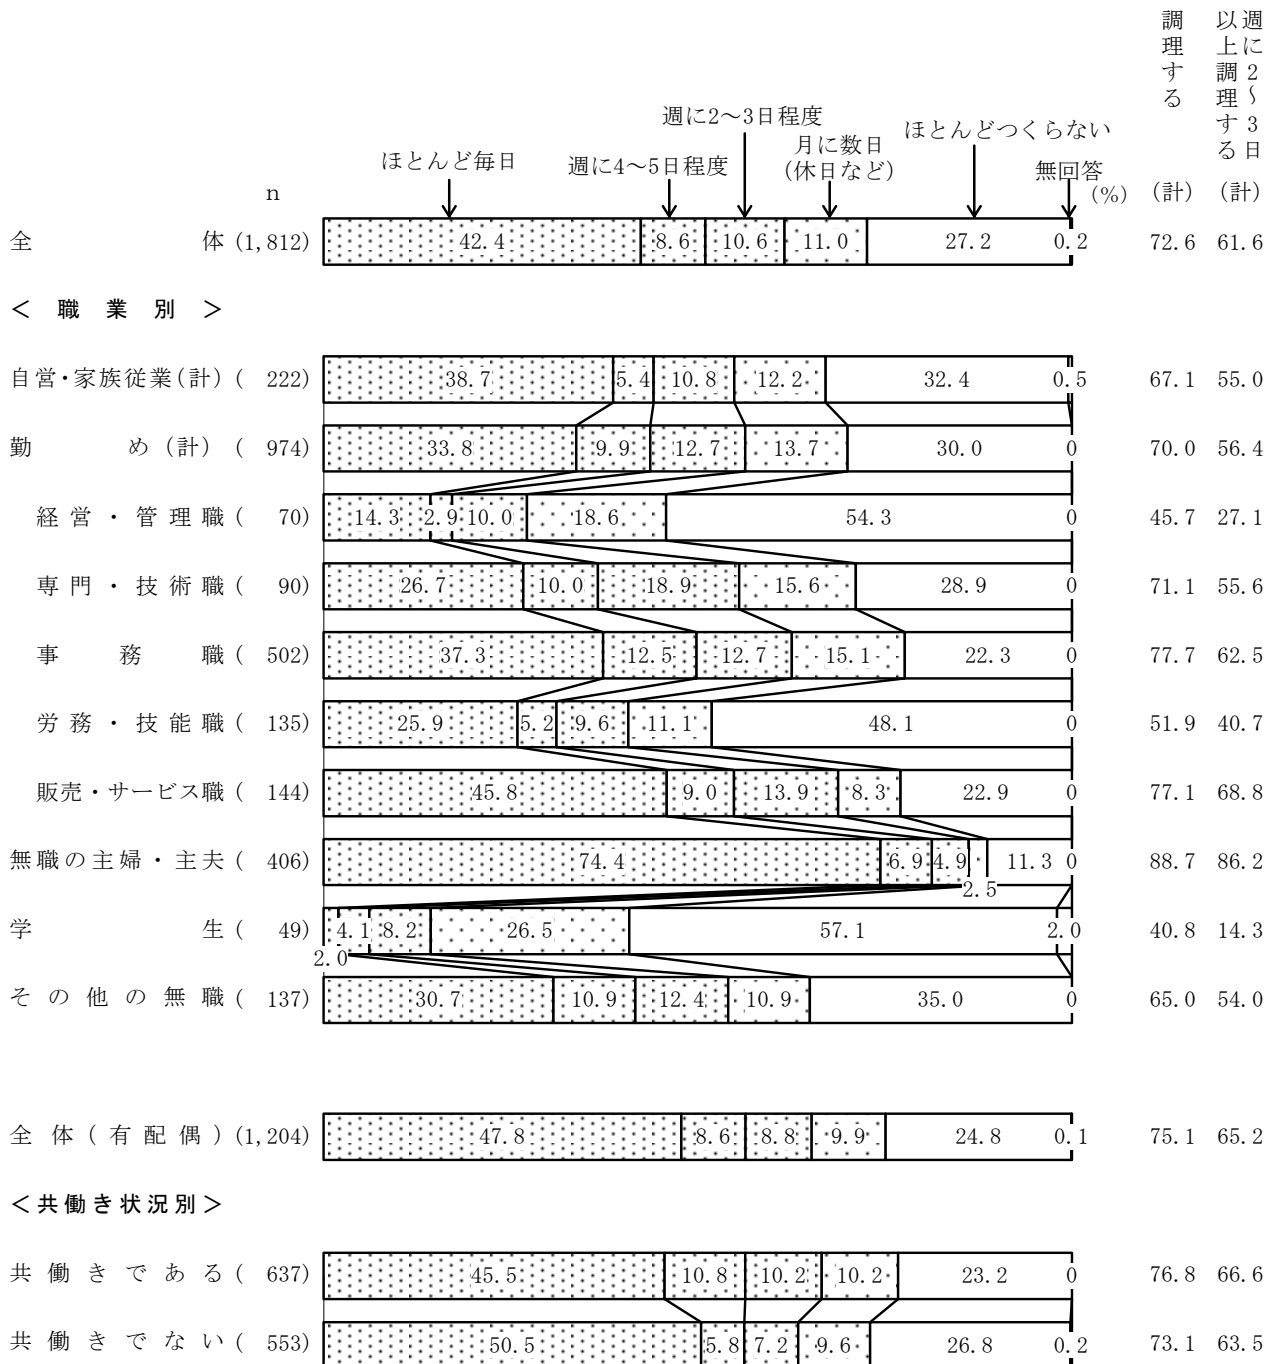 調理する
週に2～3日以上調理する
週に2～3日程度
ほとんどつくらない
月に数日
ほとんど毎日
週に4～5日程度
(休日など)
無回答
n
(%) (計) (計)
全体 (1,812) 42.4 8.6 10.6 11.0 27.2 0.2 72.6 61.6
＜職業別＞
自営・家族従業(計) ( 222) 38.7 5.4 10.8 12.2 32.4 0.5 67.1 55.0
勤め(計) ( 974) 33.8 9.9 12.7 13.7 30.0 0 70.0 56.4
経営・管理職 ( 70) 14.3 2.9 10.0 18.6 54.3 0 45.7 27.1
専門・技術職 ( 90) 26.7 10.0 18.9 15.6 28.9 0 71.1 55.6
事務職 ( 502) 37.3 12.5 12.7 15.1 22.3 0 77.7 62.5
労務・技能職 ( 135) 25.9 5.2 9.6 11.1 48.1 0 51.9 40.7
販売・サービス職 ( 144) 45.8 9.0 13.9 8.3 22.9 0 77.1 68.8
無職の主婦・主夫 ( 406) 74.4 6.9 4.9 11.3 0 88.7 86.2
2.5
学生 ( 49) 4.1 8.2 26.5 57.1 2.0 40.8 14.3
2.0
その他の無職 ( 137) 30.7 10.9 12.4 10.9 35.0 0 65.0 54.0
全体(有配偶) (1,204) 47.8 8.6 8.8 9.9 24.8 0.1 75.1 65.2
＜共働き状況別＞
共働きである ( 637) 45.5 10.8 10.2 10.2 23.2 0 76.8 66.6
共働きでない ( 553) 50.5 5.8 7.2 9.6 26.8 0.2 73.1 63.5